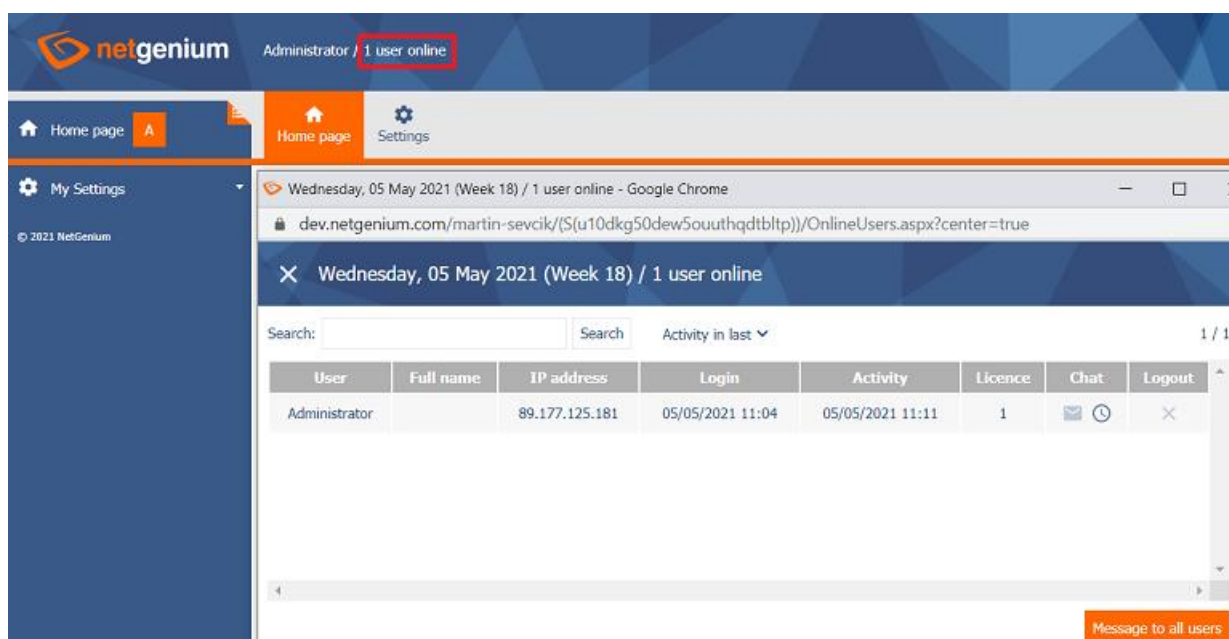 netgenium
Administrator / 1 user online
Home page A
Home page
Settings
My Settings
© 2021 NetGenium
Wednesday, 05 May 2021 (Week 18) / 1 user online - Google Chrome
dev.netgenium.com/martin-sevcik/(S(u10dkg50dew5ouuthqdtbltp))/OnlineUsers.aspx?center=true
Wednesday, 05 May 2021 (Week 18) / 1 user online
Search: Search Activity in last 1 / 1
User Full name IP address Login Activity Licence Chat Logout
Administrator 89.177.125.181 05/05/2021 11:04 05/05/2021 11:11 1
Message to all users